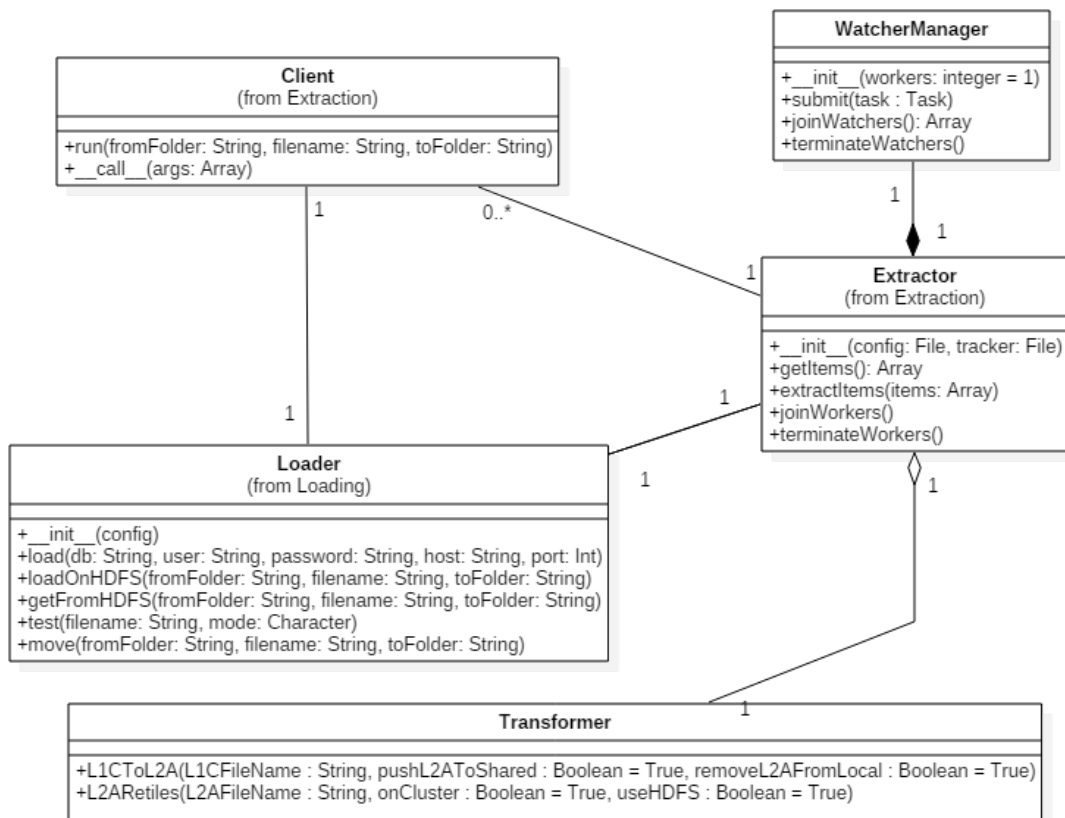 WatcherManager
+__init__(workers: integer = 1)
+submit(task : Task)
+joinWatchers(): Array
+terminateWatchers()
Client
(from Extraction)
+run(fromFolder: String, filename: String, toFolder: String)
+__call__(args: Array)
1
0..*
1
1
1
Extractor
(from Extraction)
+__init__(config: File, tracker: File)
+getItems(): Array
+extractItems(items: Array)
+joinWorkers()
+terminateWorkers()
1
1
1
1
Loader
(from Loading)
+__init__(config)
+load(db: String, user: String, password: String, host: String, port: Int)
+loadOnHDFS(fromFolder: String, filename: String, toFolder: String)
+getFromHDFS(fromFolder: String, filename: String, toFolder: String)
+test(filename: String, mode: Character)
+move(fromFolder: String, filename: String, toFolder: String)
1
Transformer
+L1CToL2A(L1CFileName : String, pushL2AToShared : Boolean = True, removeL2AFromLocal : Boolean = True)
+L2ARetiles(L2AFileName : String, onCluster : Boolean = True, useHDFS : Boolean = True)